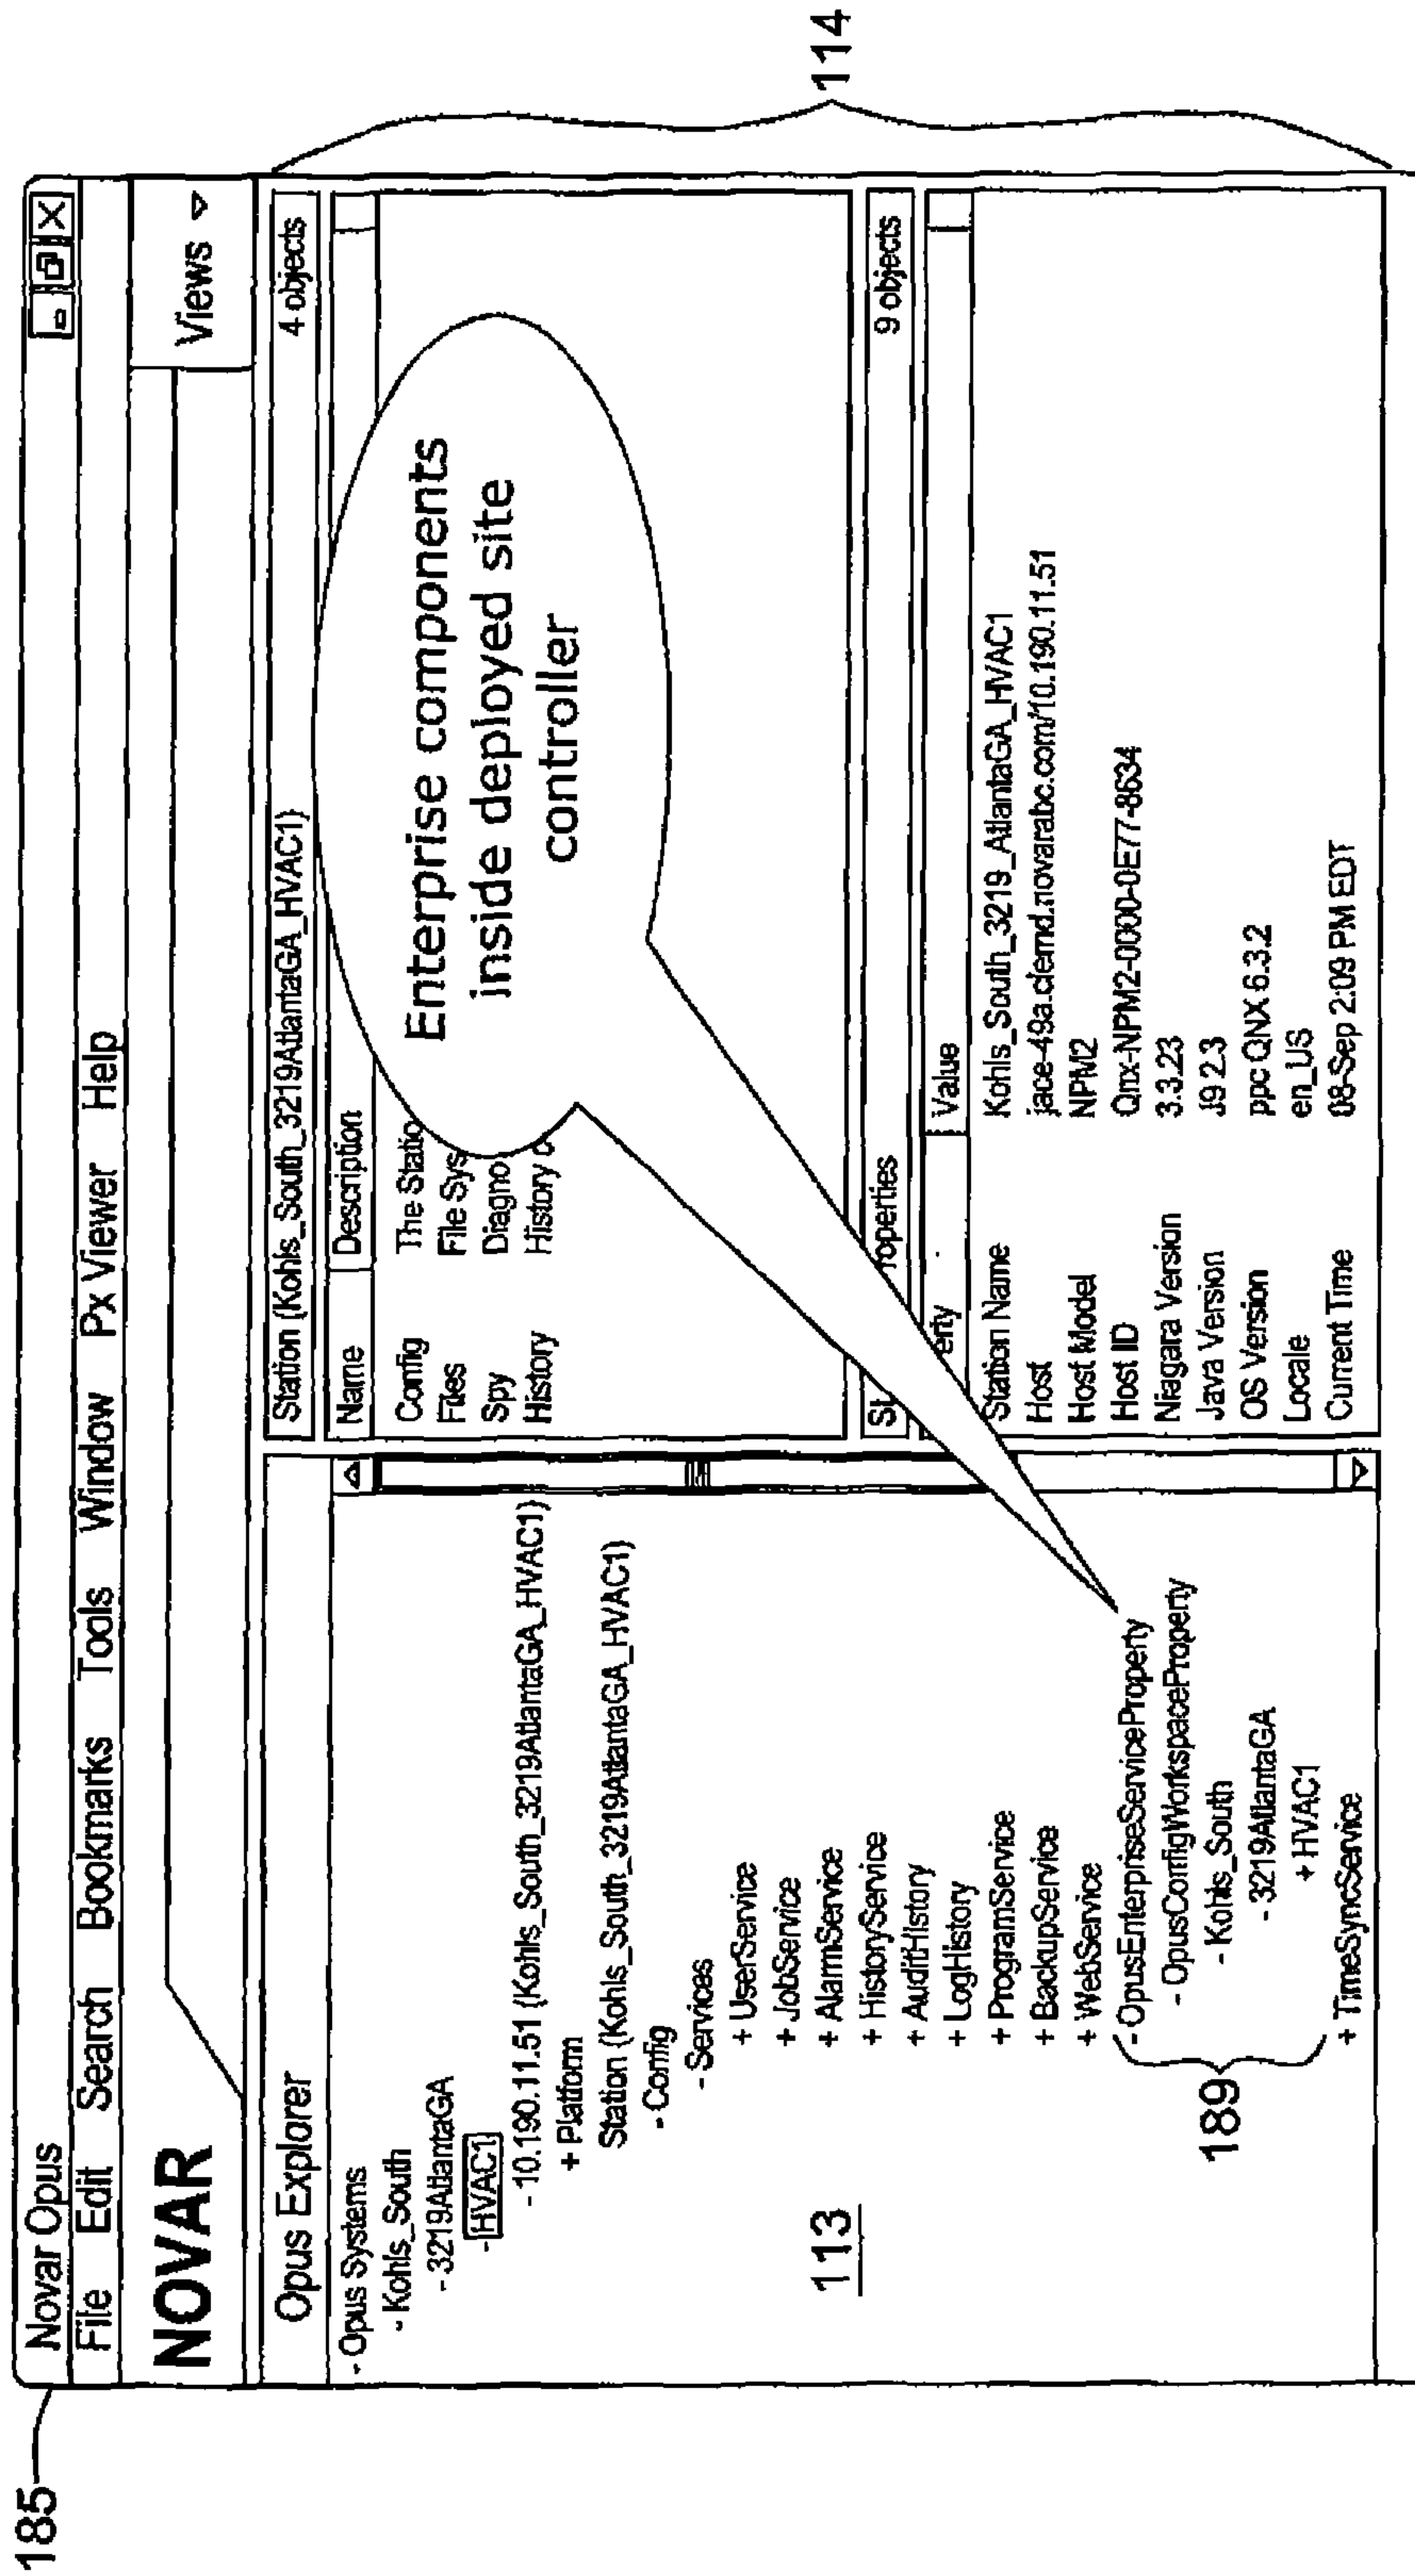 185
Novar Opus
File Edit Search Bookmarks Tools Window Px Viewer Help
NOVAR
Views
Opus Explorer
- Opus Systems
- Kohls_South
- 3219AtlantaGA
- HVAC1
- 10.190.11.51 (Kohls_South_3219AtlantaGA_HVAC1)
+ Platform
Station (Kohls_South_3219AtlantaGA_HVAC1)
- Config
- Services
+ UserService
+ JobService
+ AlarmService
+ HistoryService
+ AuditHistory
+ LogHistory
+ ProgramService
+ BackupService
+ WebService
- OpusEnterpriseServiceProperty
- OpusConfigWorkspaceProperty
- Kohls_South
- 3219AtlantaGA
+ HVAC1
+ TimeSyncService
113
189
Station (Kohls_South_3219AtlantaGA_HVAC1) 4 objects
Name Description
Config The Statio
Files File Sys
Spy Diagno
History History o
Enterprise components
inside deployed site
controller
St roperties 9 objects
erty Value
Station Name Kohls_South_3219_AtlantaGA_HVAC1
Host jace-49a.clemd.novarabc.com/10.190.11.51
Host Model NPM2
Host ID Qnx-NPM2-0000-0E77-8634
Niagara Version 3.3.23
Java Version J9 2.3
OS Version ppc QNX 6.3.2
Locale en_US
Current Time 08-Sep 2:09 PM EDT
114